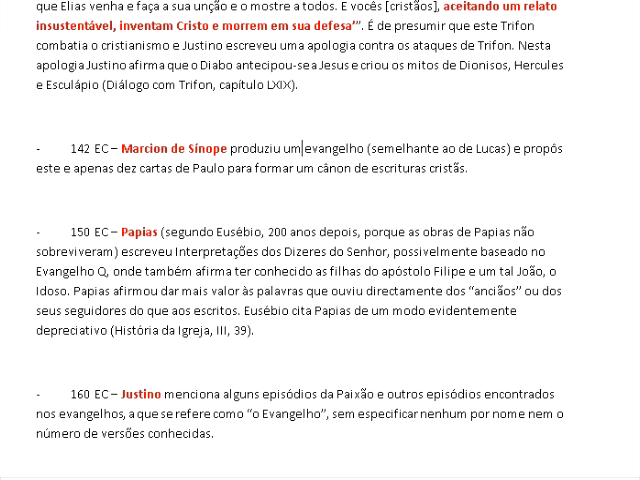 que Elias venha e faça a sua unção e o mostre a todos. E vocês [cristãos], aceitando um relato
insustentável, inventam Cristo e morrem em sua defesa’”. É de presumir que este Trifon
combatia o cristianismo e Justino escreveu uma apologia contra os ataques de Trifon. Nesta
apologia Justino afirma que o Diabo antecipou-se a Jesus e criou os mitos de Dionisos, Hercules
e Esculápio (Diálogo com Trifon, capítulo LXIX).
- 142 EC – Marcion de Sínope produziu um evangelho (semelhante ao de Lucas) e propôs
este e apenas dez cartas de Paulo para formar um cânon de escrituras cristãs.
- 150 EC – Papias (segundo Eusébio, 200 anos depois, porque as obras de Papias não
sobreviveram) escreveu Interpretações dos Dizeres do Senhor, possivelmente baseado no
Evangelho Q, onde também afirma ter conhecido as filhas do apóstolo Filipe e um tal João, o
Idoso. Papias afirmou dar mais valor às palavras que ouviu directamente dos “anciãos” ou dos
seus seguidores do que aos escritos. Eusébio cita Papias de um modo evidentemente
depreciativo (História da Igreja, III, 39).
- 160 EC – Justino menciona alguns episódios da Paixão e outros episódios encontrados
nos evangelhos, a que se refere como “o Evangelho”, sem especificar nenhum por nome nem o
número de versões conhecidas.